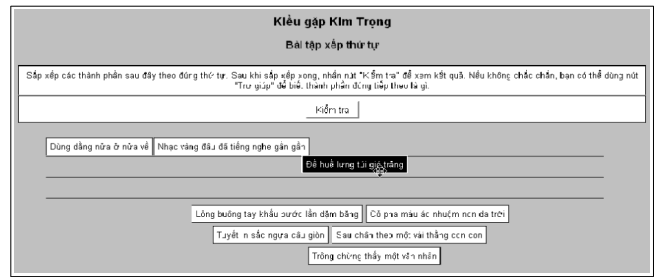 Kiều gặp Kim Trọng
Bài tập xếp thứ tự
Sắp xếp các thành phần sau đây theo đúng thứ tự. Sau khi sắp xếp xong, nhấn nút "Kiểm tra" để xem kết quả. Nếu không chắc chắn, bạn có thể dùng nút
"Trợ giúp" để biết thành phần đứng tiếp theo là gì.
Kiểm tra
Dùng dằng nửa ở nửa về Nhạc vàng đâu đã tiếng nghe gần gần
Đề huề lưng túi gió trăng
Lỏng buông tay khấu bước lần dặm băng Cỏ pha màu áo nhuộm non da trời
Tuyết in sắc ngựa câu giòn Sau chân theo một vài thằng con con
Trông chừng thấy một văn nhân